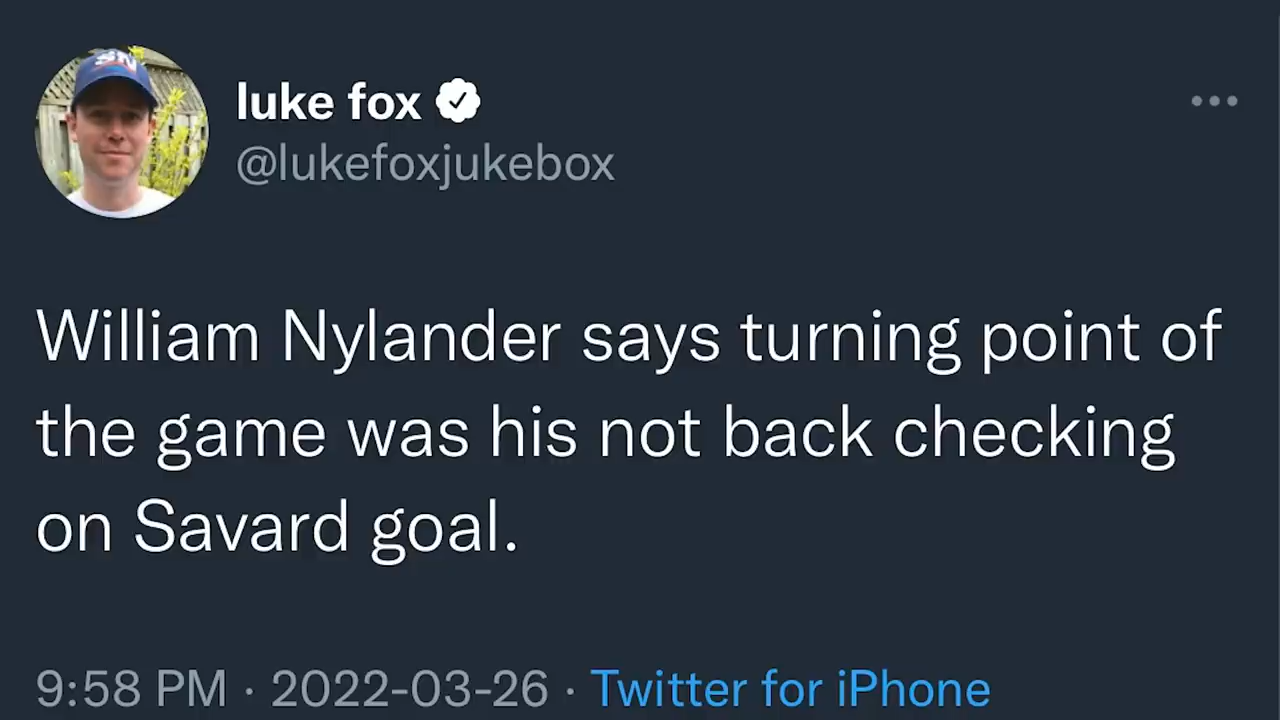 SN
luke fox
@lukefoxjukebox
William Nylander says turning point of
the game was his not back checking
on Savard goal.
9:58 PM · 2022-03-26 · Twitter for iPhone